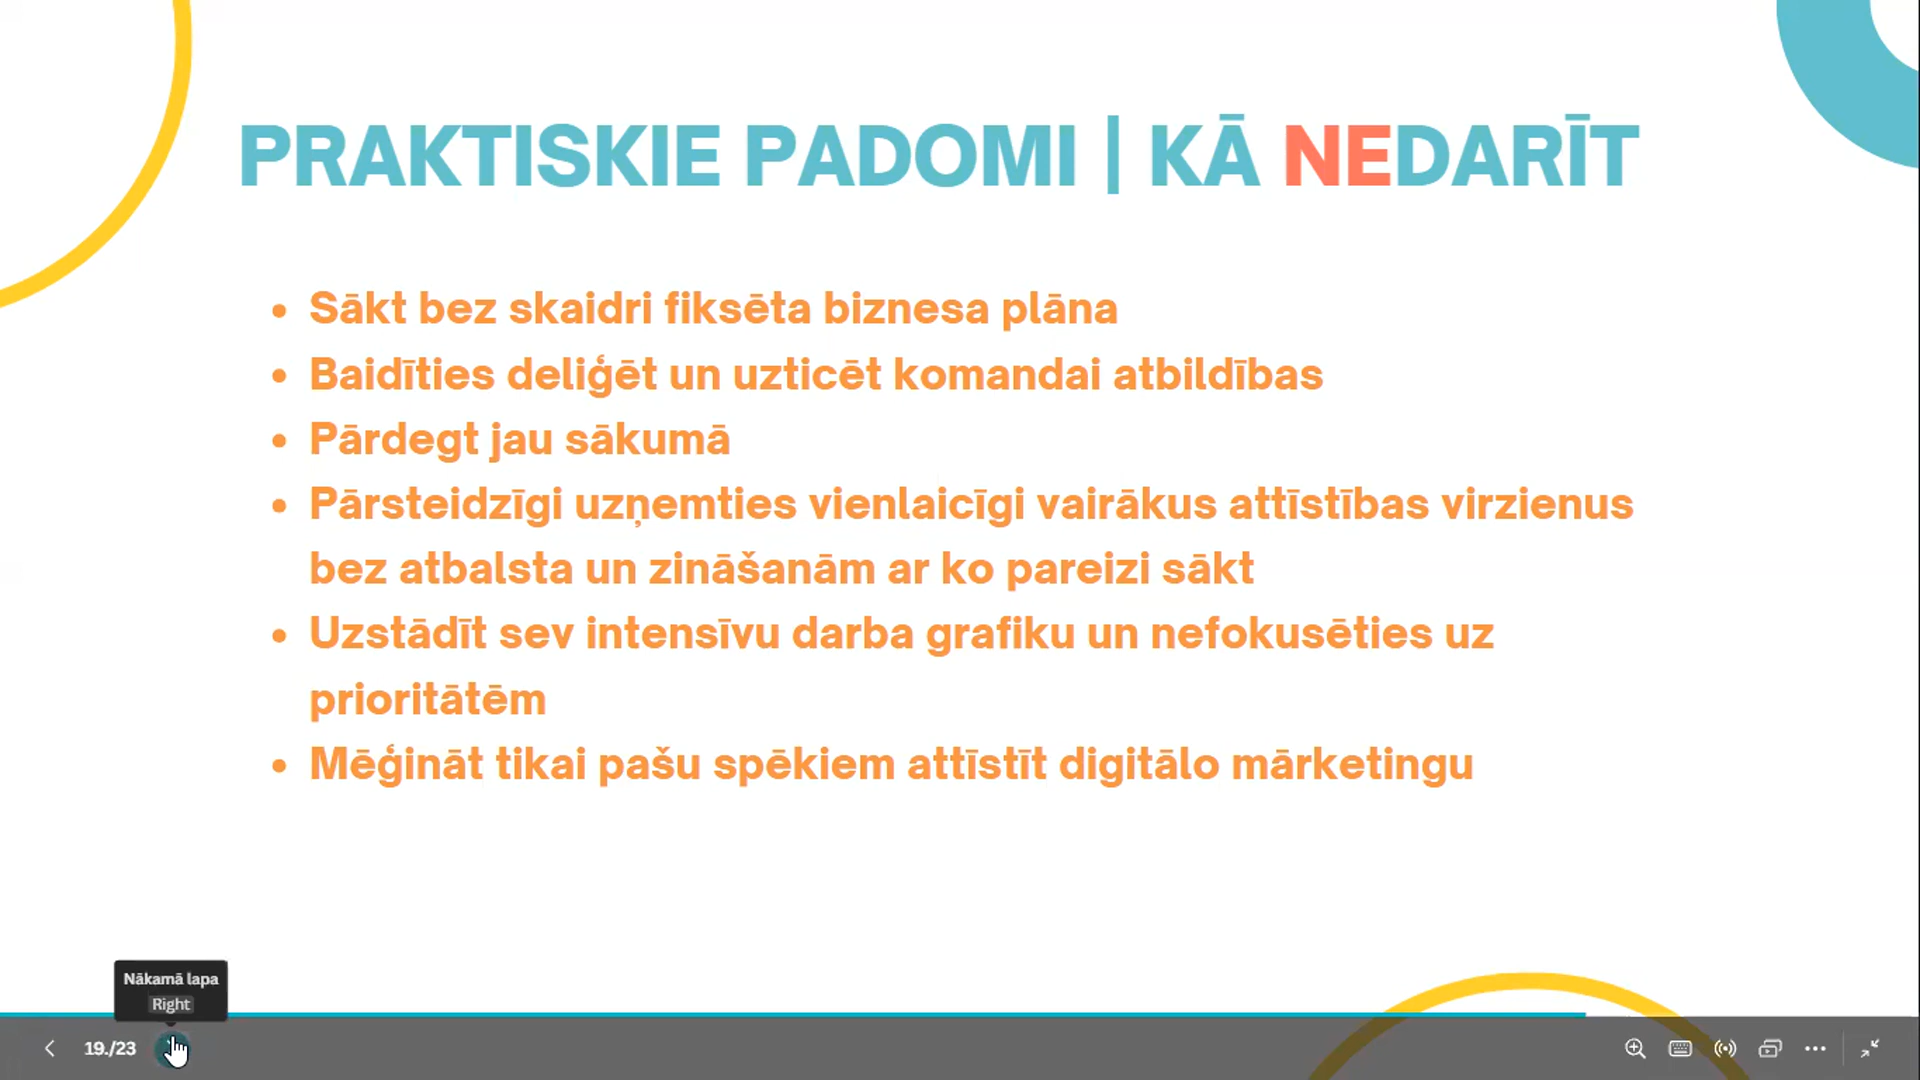 PRAKTISKIE PADOMI | KĀ NEDARĪT
• Sākt bez skaidri fiksēta biznesa plāna
• Baidīties deliģēt un uzticēt komandai atbildības
• Pārdegt jau sākumā
• Pārsteidzīgi uzņemties vienlaicīgi vairākus attīstības virzienus
bez atbalsta un zināšanām ar ko pareizi sākt
• Uzstādīt sev intensīvu darba grafiku un nefokusēties uz
prioritātēm
• Mēģināt tikai pašu spēkiem attīstīt digitālo mārketingu
Nākamā lapa
Right
19./23